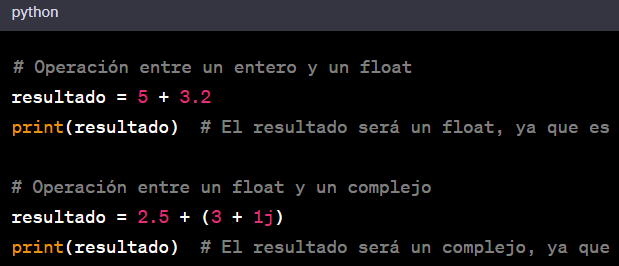 python
# Operación entre un entero y un float
resultado = 5 + 3.2
print(resultado)  # El resultado será un float, ya que es
# Operación entre un float y un complejo
resultado = 2.5 + (3 + 1j)
print(resultado)  # El resultado será un complejo, ya que